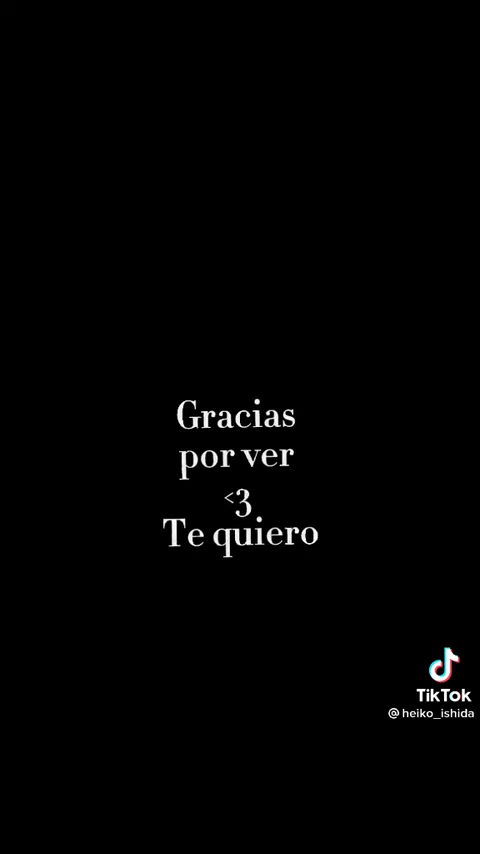 Gracias
por ver
<3
Te quiero
TikTok
@heiko_ishida